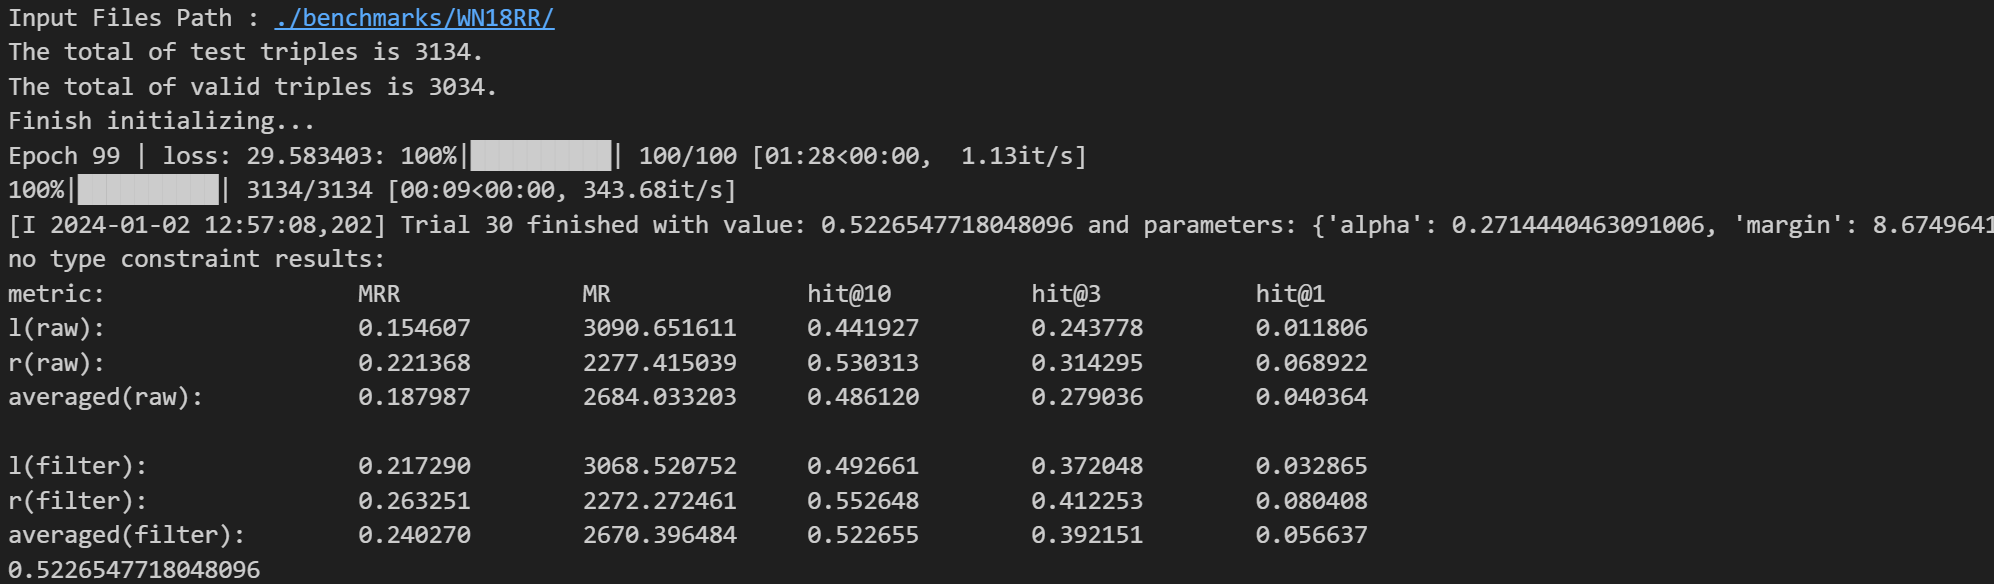 Input Files Path : ./benchmarks/WN18RR/
The total of test triples is 3134.
The total of valid triples is 3034.
Finish initializing...
Epoch 99 | loss: 29.583403: 100%|██████████| 100/100 [01:28<00:00,  1.13it/s]
100%|██████████| 3134/3134 [00:09<00:00, 343.68it/s]
[I 2024-01-02 12:57:08,202] Trial 30 finished with value: 0.5226547718048096 and parameters: {'alpha': 0.2714440463091006, 'margin': 8.6749641
no type constraint results:
metric:                  MRR             MR              hit@10          hit@3           hit@1
l(raw):                  0.154607        3090.651611     0.441927        0.243778        0.011806
r(raw):                  0.221368        2277.415039     0.530313        0.314295        0.068922
averaged(raw):           0.187987        2684.033203     0.486120        0.279036        0.040364
l(filter):               0.217290        3068.520752     0.492661        0.372048        0.032865
r(filter):               0.263251        2272.272461     0.552648        0.412253        0.080408
averaged(filter):        0.240270        2670.396484     0.522655        0.392151        0.056637
0.5226547718048096